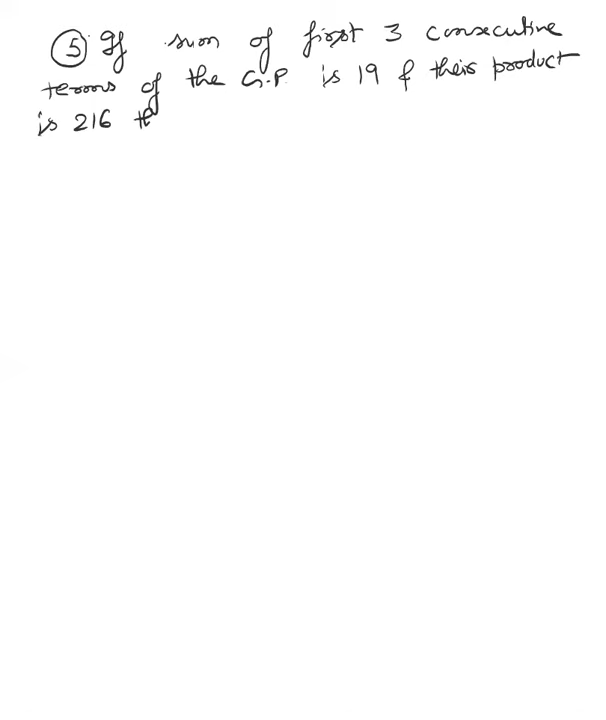 (5) If sum of first 3 consecutive
terms of the G.P. is 19 & their product
is 216